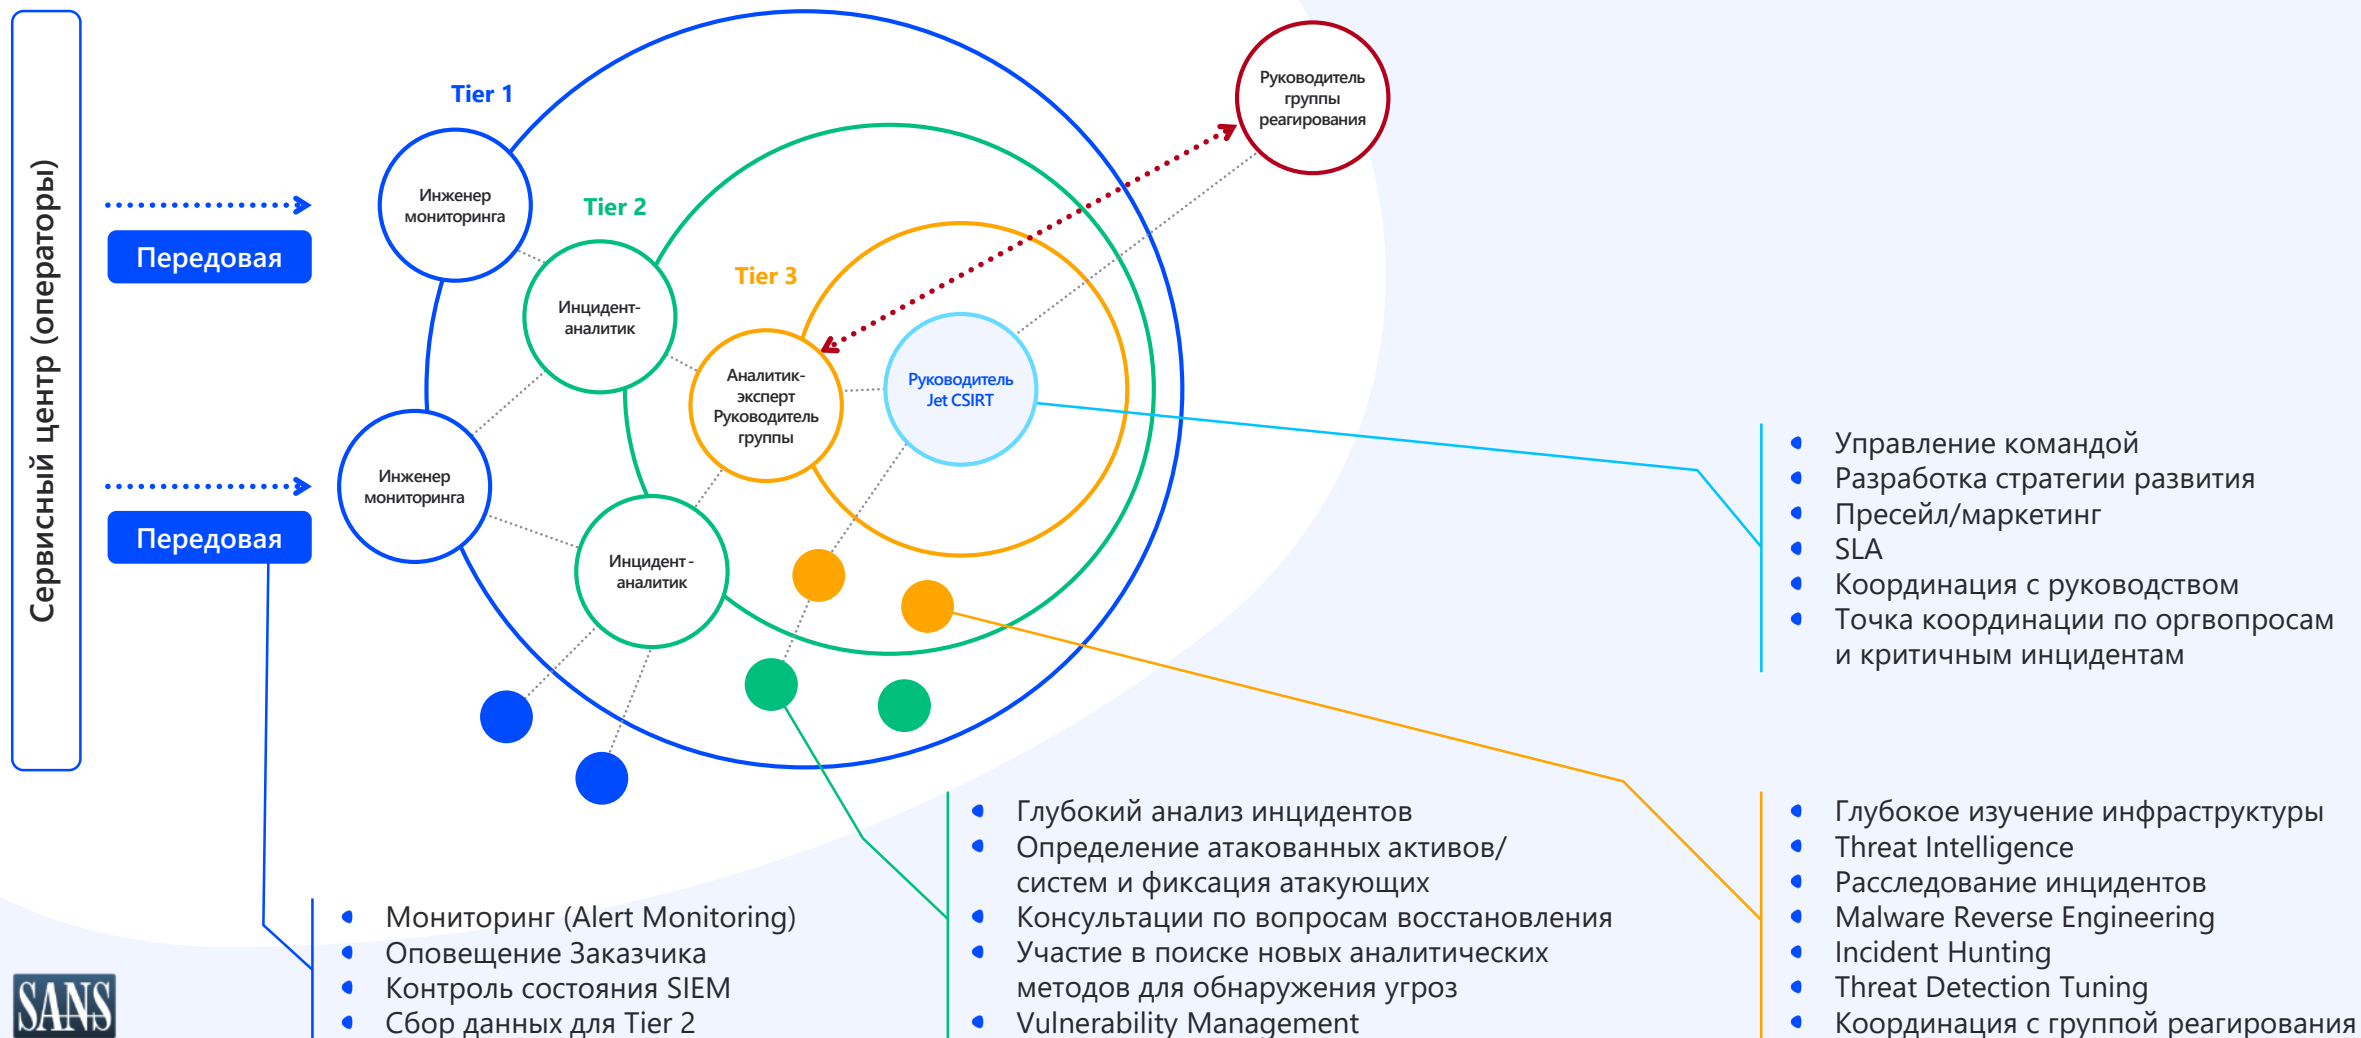 Сервисный центр (операторы)
Передовая
Передовая
Tier 1
Инженер
мониторинга
Инженер
мониторинга
Tier 2
Инцидент-
аналитик
Инцидент-
аналитик
Tier 3
Аналитик-
эксперт
Руководитель
группы
Руководитель
Jet CSIRT
Руководитель
группы
реагирования
Управление командой
Разработка стратегии развития
Пресейл/маркетинг
SLA
Координация с руководством
Точка координации по оргвопросам
и критичным инцидентам
SANS
Мониторинг (Alert Monitoring)
Оповещение Заказчика
Контроль состояния SIEM
Сбор данных для Tier 2
Глубокий анализ инцидентов
Определение атакованных активов/
систем и фиксация атакующих
Консультации по вопросам восстановления
Участие в поиске новых аналитических
методов для обнаружения угроз
Vulnerability Management
Глубокое изучение инфраструктуры
Threat Intelligence
Расследование инцидентов
Malware Reverse Engineering
Incident Hunting
Threat Detection Tuning
Координация с группой реагирования